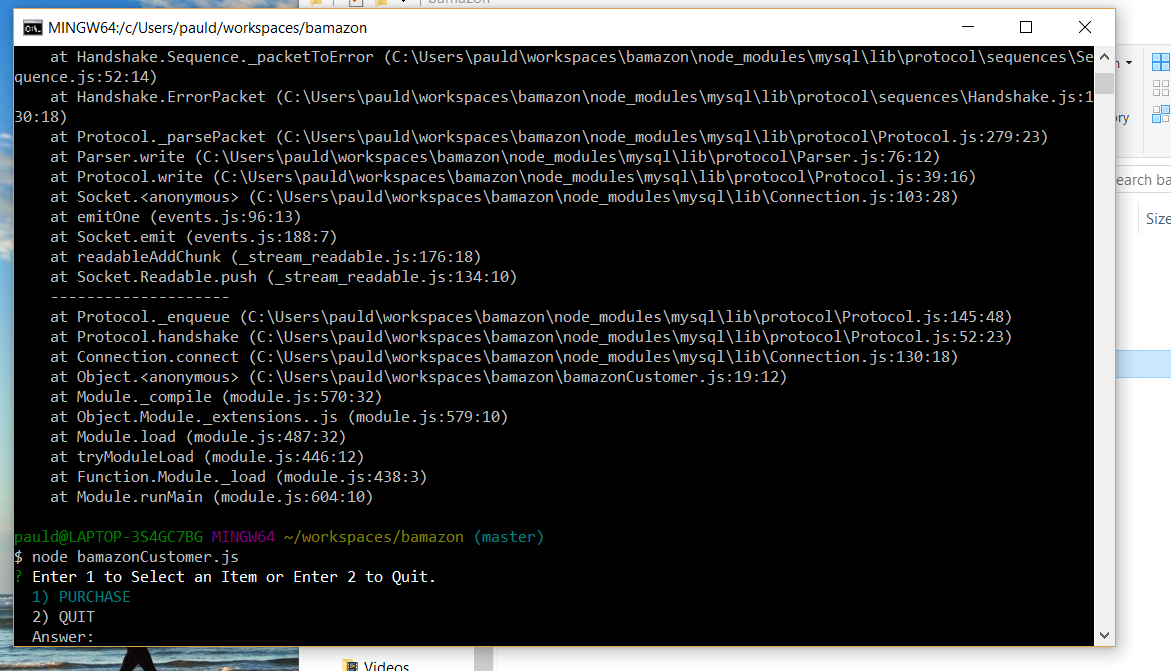 bamazon
MINGW64:/c/Users/pauld/workspaces/bamazon
at Handshake.Sequence._packetToError (C:\Users\pauld\workspaces\bamazon\node_modules\mysql\lib\protocol\sequences\Se
quence.js:52:14)
at Handshake.ErrorPacket (C:\Users\pauld\workspaces\bamazon\node_modules\mysql\lib\protocol\sequences\Handshake.js:1
30:18)
at Protocol._parsePacket (C:\Users\pauld\workspaces\bamazon\node_modules\mysql\lib\protocol\Protocol.js:279:23)
at Parser.write (C:\Users\pauld\workspaces\bamazon\node_modules\mysql\lib\protocol\Parser.js:76:12)
at Protocol.write (C:\Users\pauld\workspaces\bamazon\node_modules\mysql\lib\protocol\Protocol.js:39:16)
at Socket.<anonymous> (C:\Users\pauld\workspaces\bamazon\node_modules\mysql\lib\Connection.js:103:28)
at emitOne (events.js:96:13)
at Socket.emit (events.js:188:7)
at readableAddChunk (_stream_readable.js:176:18)
at Socket.Readable.push (_stream_readable.js:134:10)
--------------------
at Protocol._enqueue (C:\Users\pauld\workspaces\bamazon\node_modules\mysql\lib\protocol\Protocol.js:145:48)
at Protocol.handshake (C:\Users\pauld\workspaces\bamazon\node_modules\mysql\lib\protocol\Protocol.js:52:23)
at Connection.connect (C:\Users\pauld\workspaces\bamazon\node_modules\mysql\lib\Connection.js:130:18)
at Object.<anonymous> (C:\Users\pauld\workspaces\bamazon\bamazonCustomer.js:19:12)
at Module._compile (module.js:570:32)
at Object.Module._extensions..js (module.js:579:10)
at Module.load (module.js:487:32)
at tryModuleLoad (module.js:446:12)
at Function.Module._load (module.js:438:3)
at Module.runMain (module.js:604:10)
pauld@LAPTOP-3S4GC7BG MINGW64 ~/workspaces/bamazon (master)
$ node bamazonCustomer.js
? Enter 1 to Select an Item or Enter 2 to Quit.
1) PURCHASE
2) QUIT
Answer:
ory
earch ba
Size
Videos